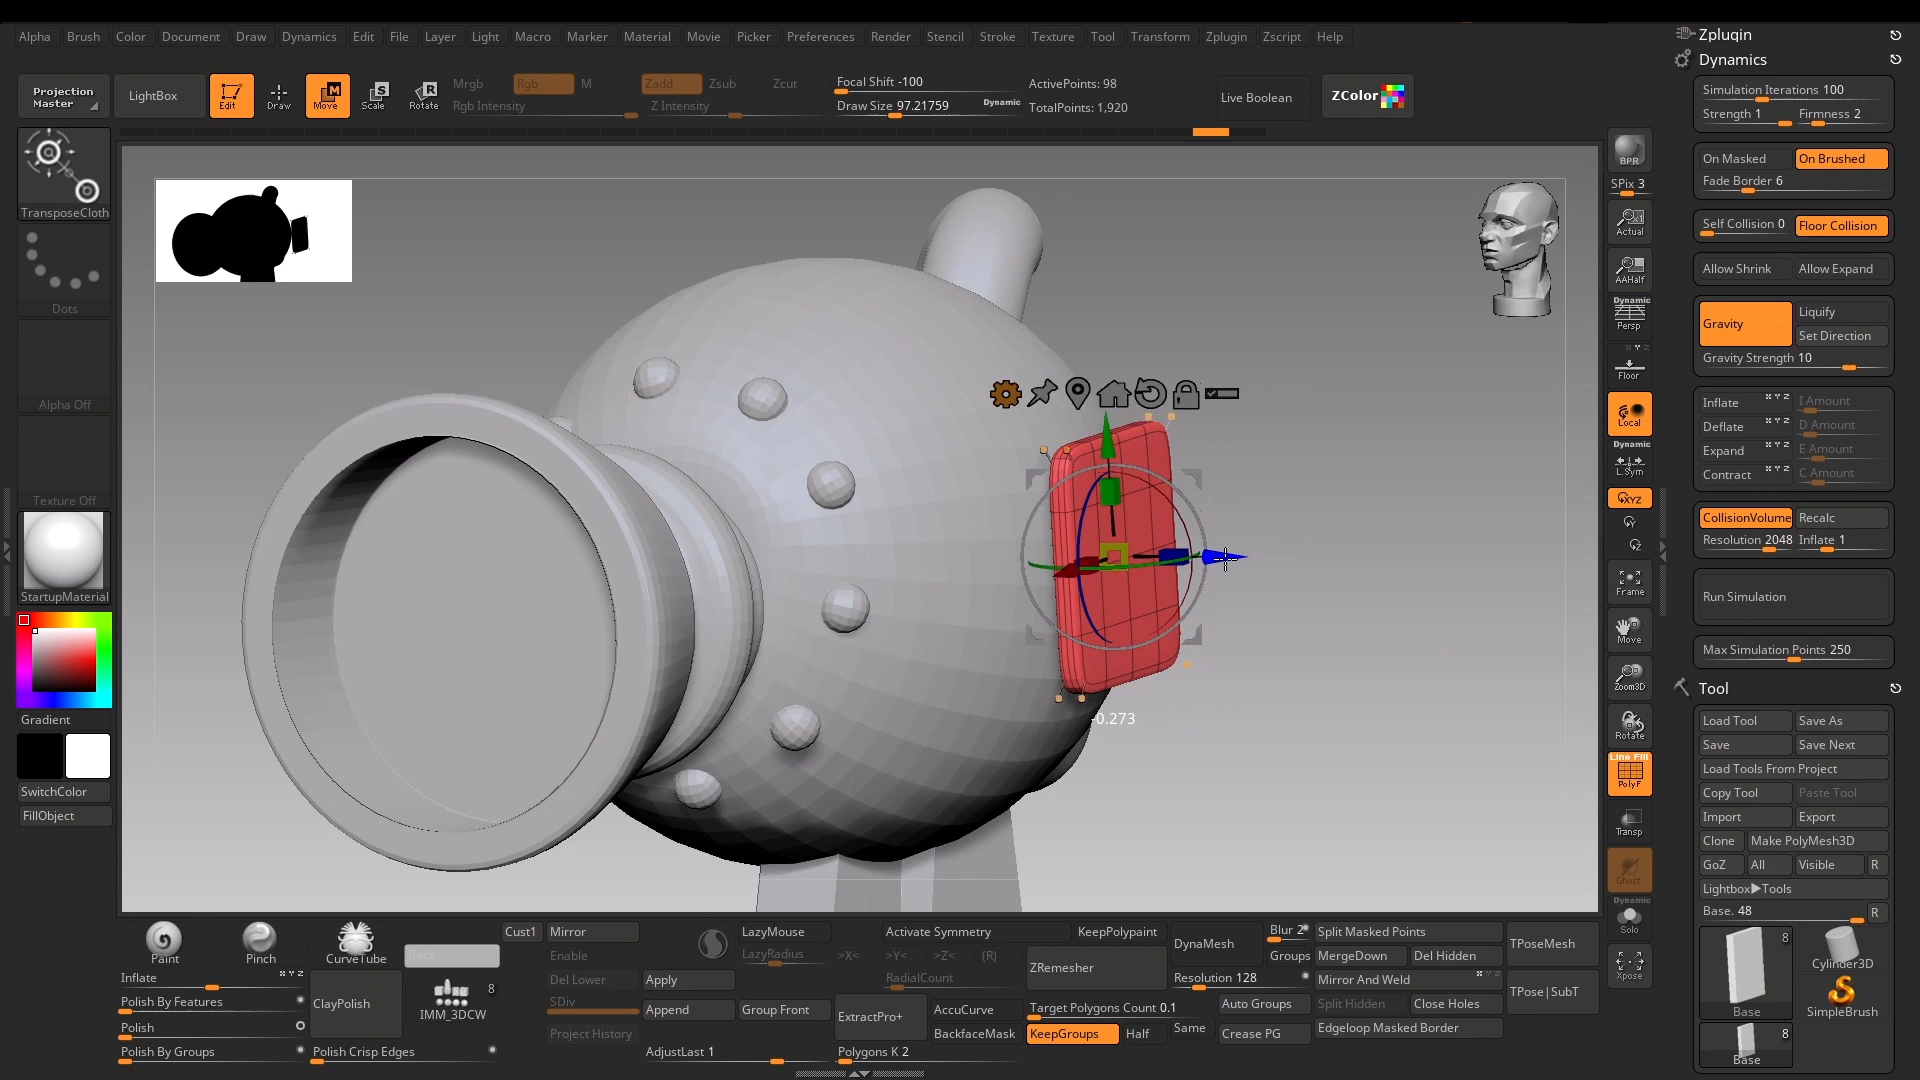 Alpha Brush Color Document Draw Dynamics Edit File Layer Light Macro Marker Material Movie Picker Preferences Render Stencil Stroke Texture Tool Transform Zplugin Zscript Help
Projection Master
LightBox
Edit
Draw
Move
Scale
Rotate
Mrgb Rgb M
Rgb Intensity
Zadd Zsub Zcut
Z Intensity
Focal Shift -100
Draw Size 97.21759 Dynamic
ActivePoints: 98
TotalPoints: 1,920
Live Boolean
ZColor
TransposeCloth
Dots
Alpha Off
Texture Off
StartupMaterial
Gradient
SwitchColor
FillObject
-0.273
BPR
SPix 3
Actual
AAHalf
Dynamic
Persp
Floor
Local
Dynamic
L.Sym
XYZ
Frame
Move
Zoom3D
Rotate
Line Fill
PolyF
Transp
Ghost
Dynamic
Solo
Xpose
Zplugin
Dynamics
Simulation Iterations 100
Strength 1 Firmness 2
On Masked On Brushed
Fade Border 6
Self Collision 0 Floor Collision
Allow Shrink Allow Expand
Gravity Liquify
Set Direction
Gravity Strength 10
Inflate I Amount
Deflate D Amount
Expand E Amount
Contract C Amount
CollisionVolume Recalc
Resolution 2048 Inflate 1
Run Simulation
Max Simulation Points 250
Tool
Load Tool Save As
Save Save Next
Load Tools From Project
Copy Tool Paste Tool
Import Export
Clone Make PolyMesh3D
GoZ All Visible R
Lightbox▶Tools
Base. 48 R
8
Base
Cylinder3D
SimpleBrush
8
Base
Paint
Pinch
CurveTube
Back
Inflate
Polish By Features
Polish
Polish By Groups
ClayPolish
8
IMM_3DCW
Polish Crisp Edges
Cust1 Mirror
Enable
Del Lower
SDiv
Project History
LazyMouse
LazyRadius
Apply
Append Group Front
AdjustLast 1
Activate Symmetry
>X< >Y< >Z< (R)
RadialCount
ExtractPro+
AccuCurve
BackfaceMask
Polygons K 2
KeepPolypaint
ZRemesher
Target Polygons Count 0.1
KeepGroups Half Same
DynaMesh
Blur 2
Groups
Resolution 128
Auto Groups
Crease PG
Split Masked Points
MergeDown Del Hidden
Mirror And Weld
Split Hidden Close Holes
Edgeloop Masked Border
TPoseMesh
TPose|SubT